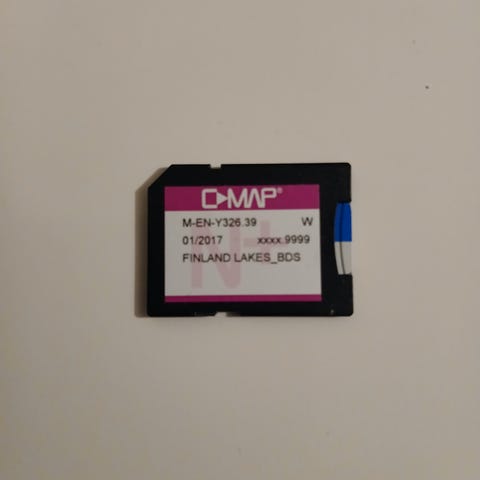 C-MAP®
M-EN-Y326.39 W
01/2017 xxxx.9999
FINLAND LAKES_BDS
N+